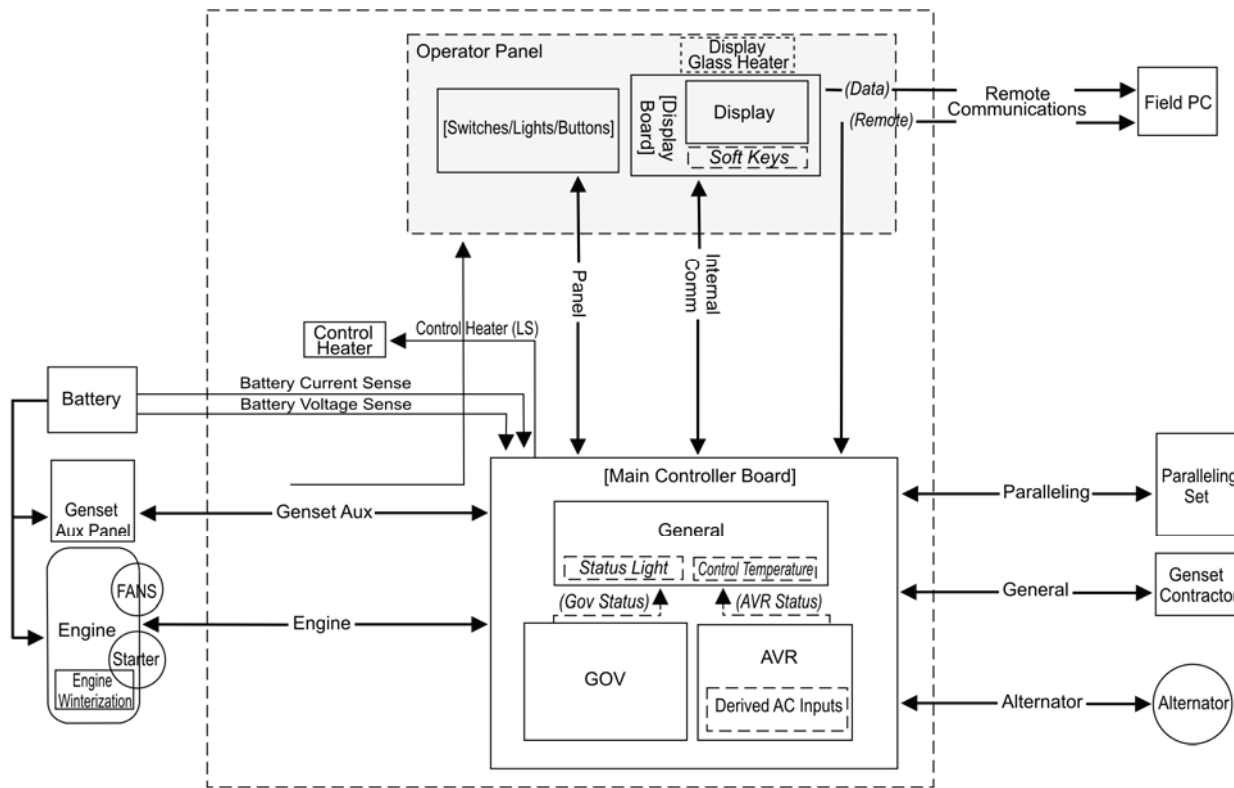 Operator Panel
Display
Glass Heater
[Switches/Lights/Buttons]
[Display
Board]
Display
Soft Keys
(Data)
(Remote)
Remote
Communications
Field PC
Panel
Internal
Comm
Control
Heater
Control Heater (LS)
Battery
Battery Current Sense
Battery Voltage Sense
Genset
Aux Panel
Genset Aux
[Main Controller Board]
General
Status Light
Control Temperature
(Gov Status)
(AVR Status)
GOV
AVR
Derived AC Inputs
FANS
Engine
Starter
Engine
Winterization
Engine
Paralleling
Paralleling
Set
General
Genset
Contractor
Alternator
Alternator